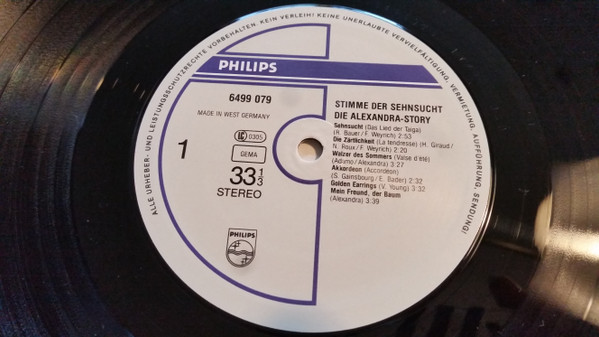 ALLE URHEBER- UND LEISTUNGSSCHUTZRECHTE VORBEHALTEN. KEIN VERLEIH! KEINE UNERLAUBTE VERVIELFÄLTIGUNG, VERMIETUNG, AUFFÜHRUNG, SENDUNG!
PHILIPS
6499 079
MADE IN WEST GERMANY
LC 0305
GEMA
1
33 1/3
STEREO
PHILIPS
STIMME DER SEHNSUCHT
DIE ALEXANDRA-STORY
Sehnsucht (Das Lied der Taiga)
(R. Bauer/F. Weyrich) 2:53
Die Zärtlichkeit (La tendresse) (H. Giraud/
N. Roux/F. Weyrich) 2:20
Walzer des Sommers (Valse d'été)
(Adamo/Alexandra) 3:27
Akkordeon (Accordeon)
(S. Gainsbourg/E. Bader) 2:32
Golden Earrings (V. Young) 3:32
Mein Freund, der Baum
(Alexandra) 3:39